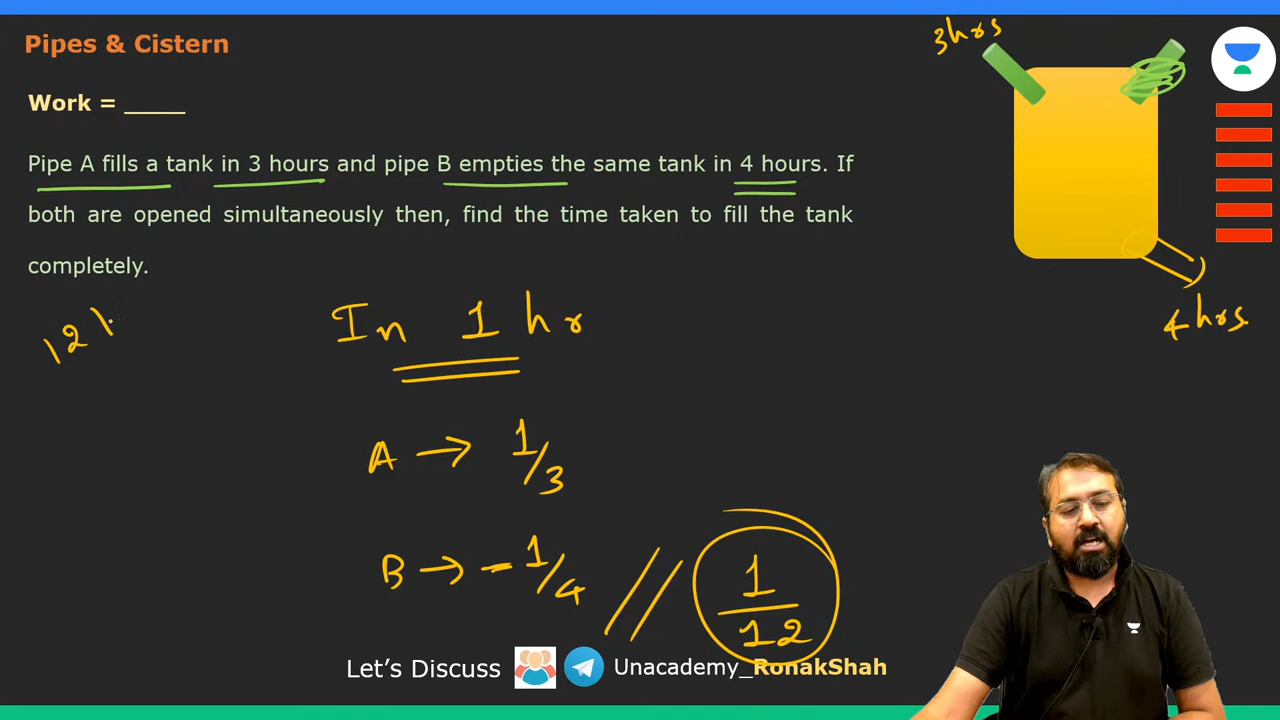 Pipes & Cistern
3hrs
Work = _____
Pipe A fills a tank in 3 hours and pipe B empties the same tank in 4 hours. If
both are opened simultaneously then, find the time taken to fill the tank
completely.
4 hrs.
In 1 hr
12 h
A → 1/3
B → - 1/4 // 1/12
Let’s Discuss
Unacademy_RonakShah